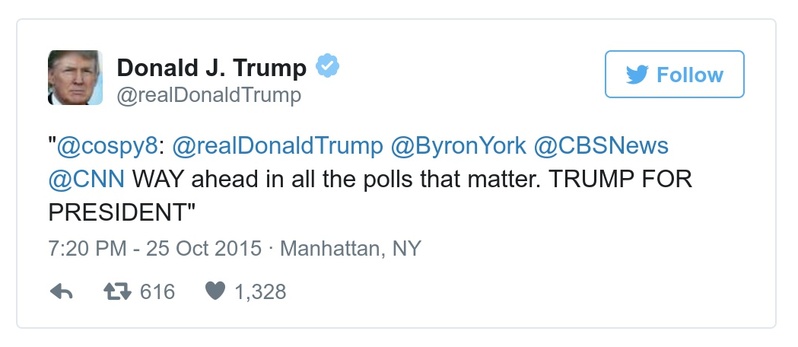 Donald J. Trump
@realDonaldTrump
Follow
"@cospy8: @realDonaldTrump @ByronYork @CBSNews
@CNN WAY ahead in all the polls that matter. TRUMP FOR
PRESIDENT"
7:20 PM - 25 Oct 2015 · Manhattan, NY
616 1,328